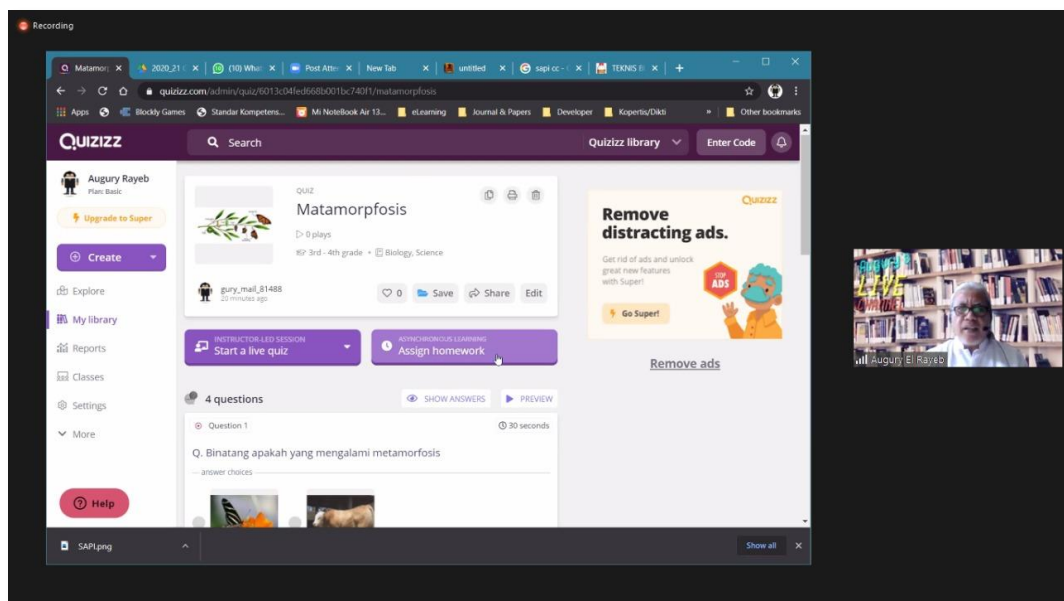 Recording
Matamor
2020_21
(10) What
Post Atter
New Tab
untitled
sapi cc -
TEKNIS
quizizz.com/admin/quiz/6013c04fed668b001bc740f1/matamorpfosis
Apps
Blockly Games
Standar Kompetens...
Mi NoteBook Air 13...
eLearning
Journal & Papers
Developer
Kopertis/Dikti
»
Other bookmarks
QUIZIZZ
Search
Quizizz library
Enter Code
Augury Rayeb
Plan: Basic
Upgrade to Super
Create
Explore
My library
Reports
Classes
Settings
More
Help
QUIZ
Matamorpfosis
0 plays
3rd - 4th grade • Biology, Science
gury_mail_81488
20 minutes ago
0
Save
Share
Edit
INSTRUCTOR-LED SESSION
Start a live quiz
ASYNCHRONOUS LEARNING
Assign homework
4 questions
SHOW ANSWERS
PREVIEW
Question 1
30 seconds
Q. Binatang apakah yang mengalami metamorfosis
answer choices
QUIZIZZ
Remove
distracting ads.
Get rid of ads and unlock
great new features
with Super!
STOP
ADS
Go Super!
Remove ads
SAPI.png
Show all
Augury's
LIVE
Augury El Rayeb